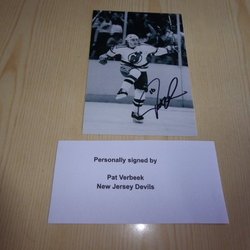 Personally signed by
Pat Verbeek
New Jersey Devils